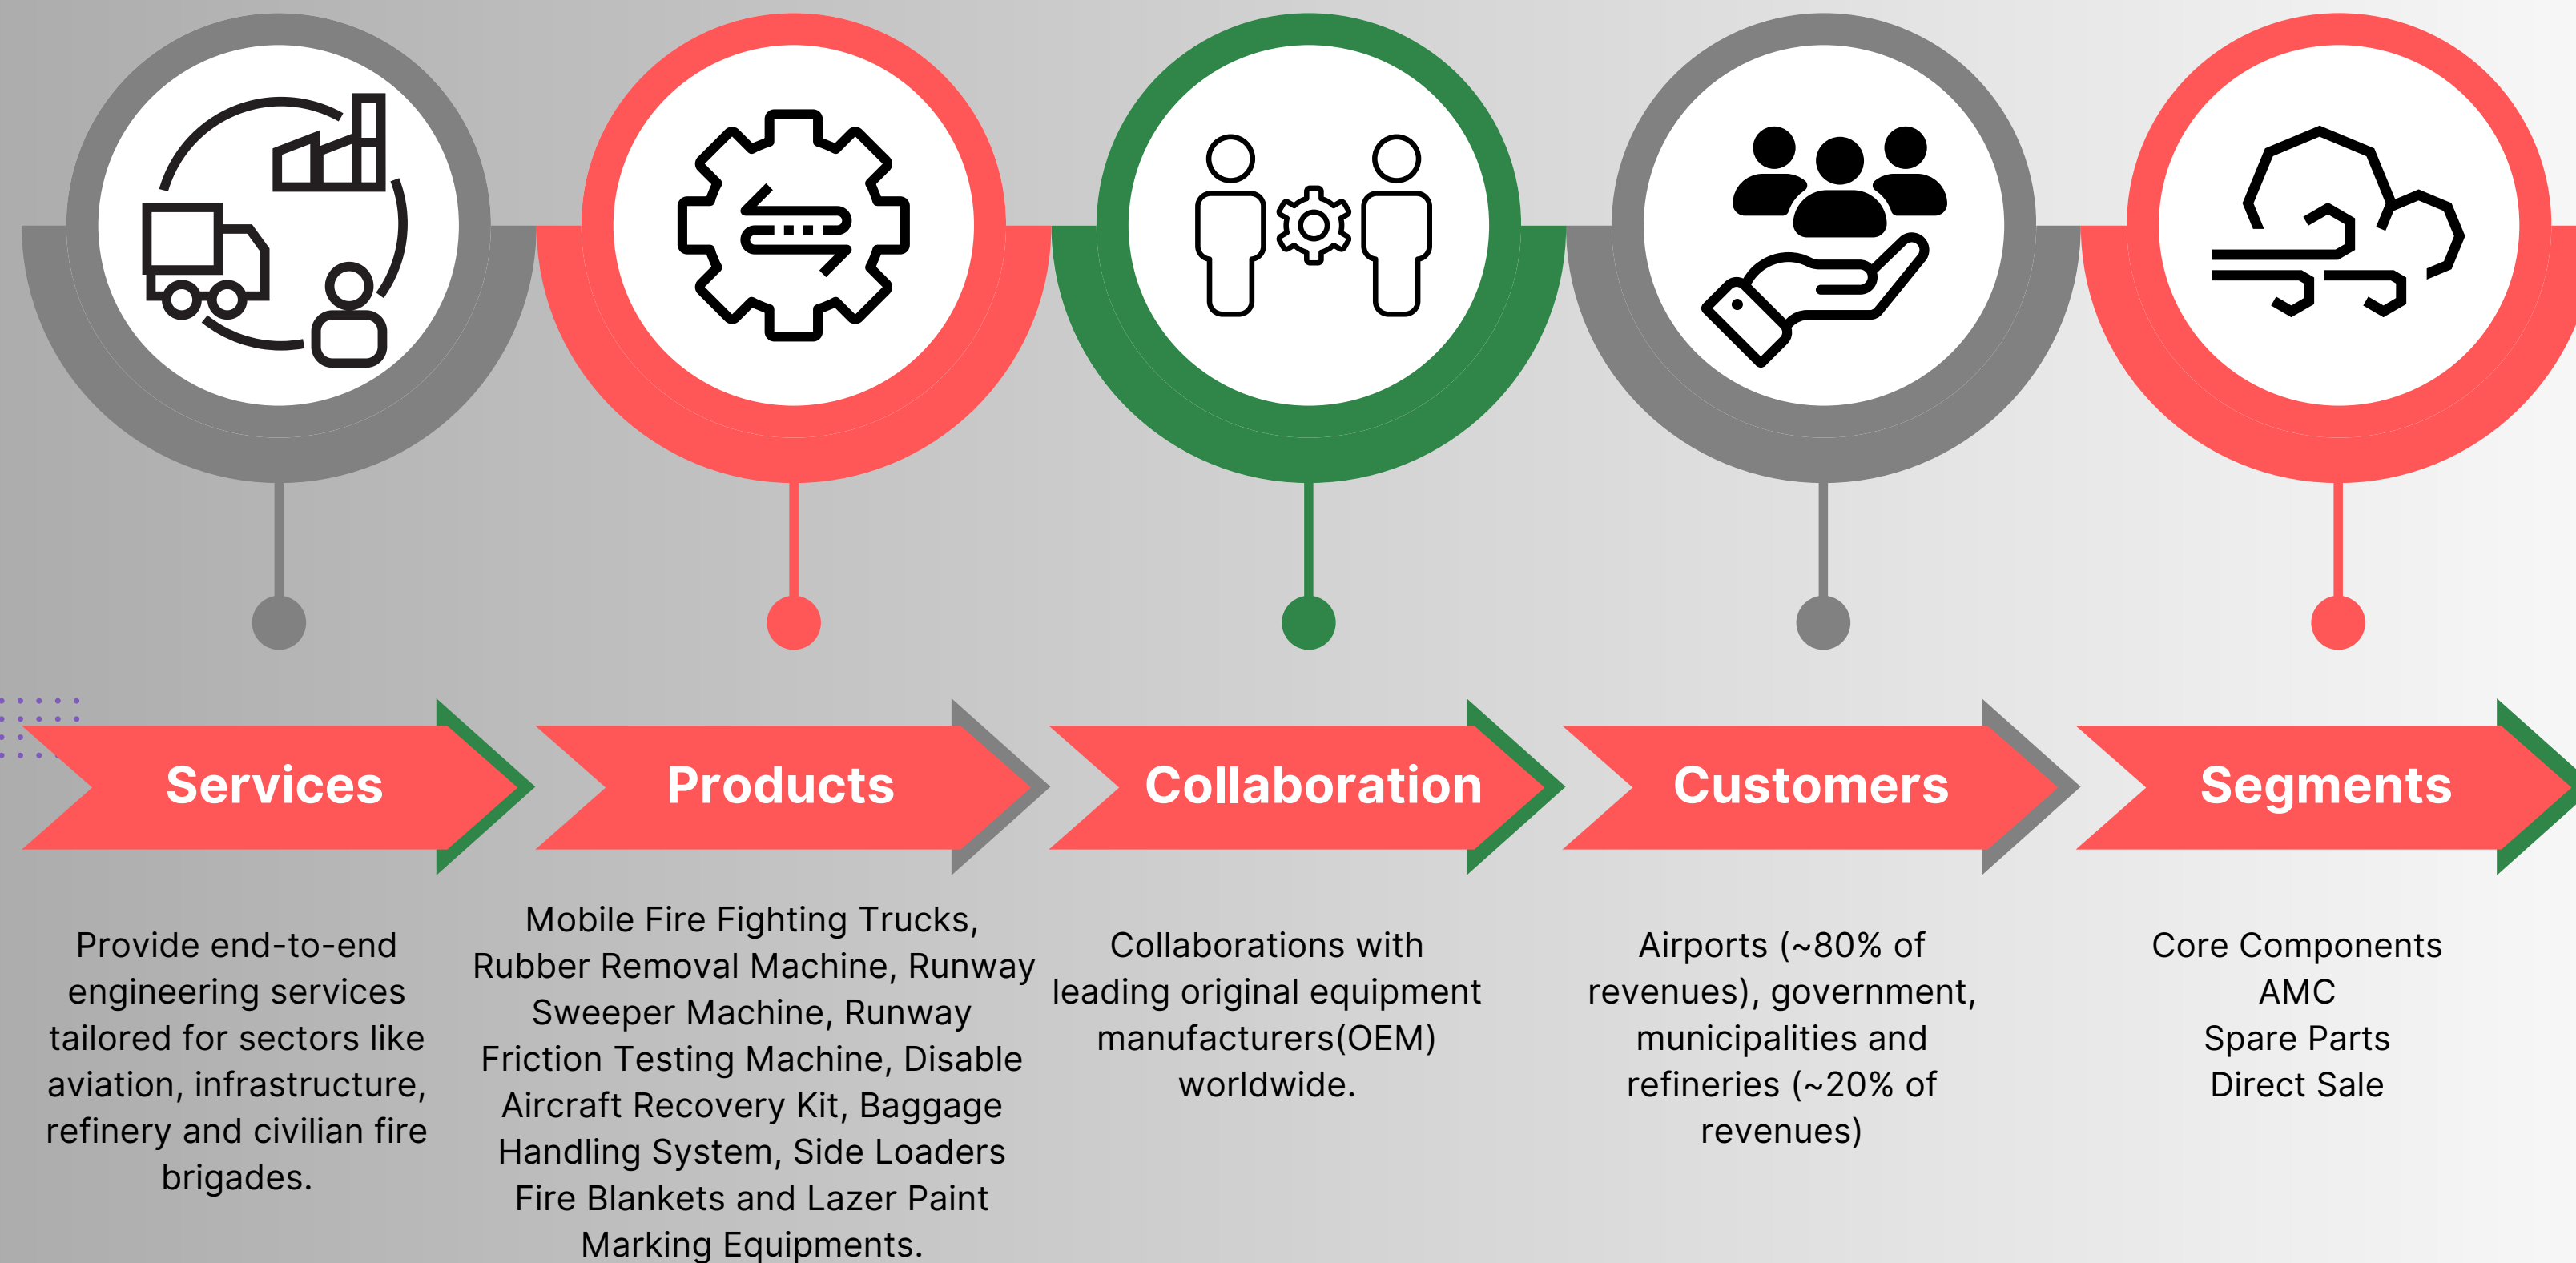 Services
Provide end-to-end
engineering services
tailored for sectors like
aviation, infrastructure,
refinery and civilian fire
brigades.
Products
Mobile Fire Fighting Trucks,
Rubber Removal Machine, Runway
Sweeper Machine, Runway
Friction Testing Machine, Disable
Aircraft Recovery Kit, Baggage
Handling System, Side Loaders
Fire Blankets and Lazer Paint
Marking Equipments.
Collaboration
Collaborations with
leading original equipment
manufacturers(OEM)
worldwide.
Customers
Airports (~80% of
revenues), government,
municipalities and
refineries (~20% of
revenues)
Segments
Core Components
AMC
Spare Parts
Direct Sale